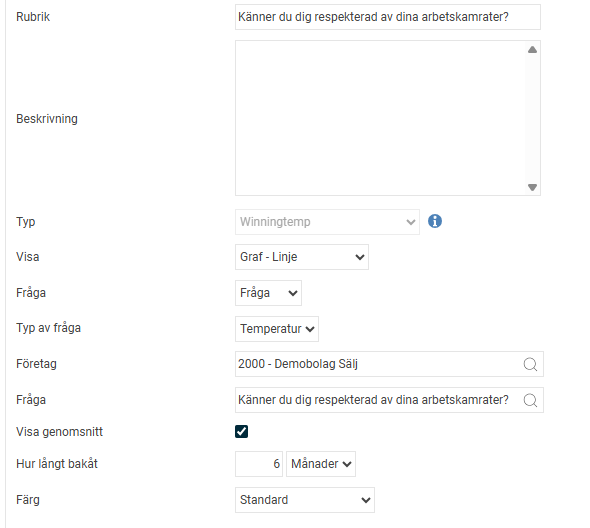 Rubrik Känner du dig respekterad av dina arbetskamrater?
Beskrivning
Typ Winningtemp
Visa Graf - Linje
Fråga Fråga
Typ av fråga Temperatur
Företag 2000 - Demobolag Sälj
Fråga Känner du dig respekterad av dina arbetskamrater?
Visa genomsnitt
Hur långt bakåt 6 Månader
Färg Standard